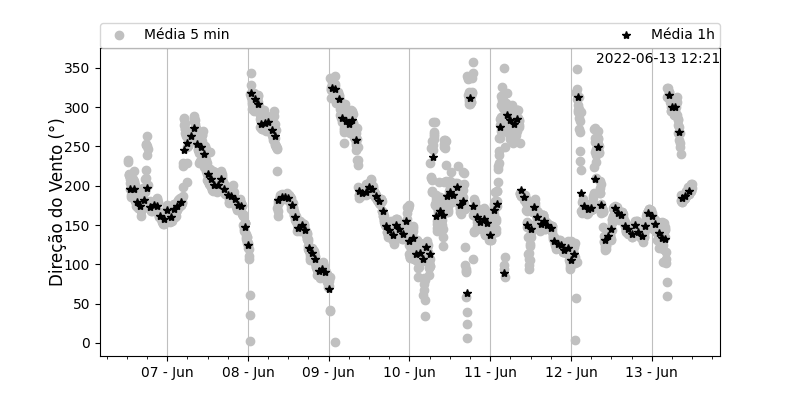 Média 5 min
Média 1h
2022-06-13 12:21
Direção do Vento (°)
350
300
250
200
150
100
50
0
07 - Jun
08 - Jun
09 - Jun
10 - Jun
11 - Jun
12 - Jun
13 - Jun